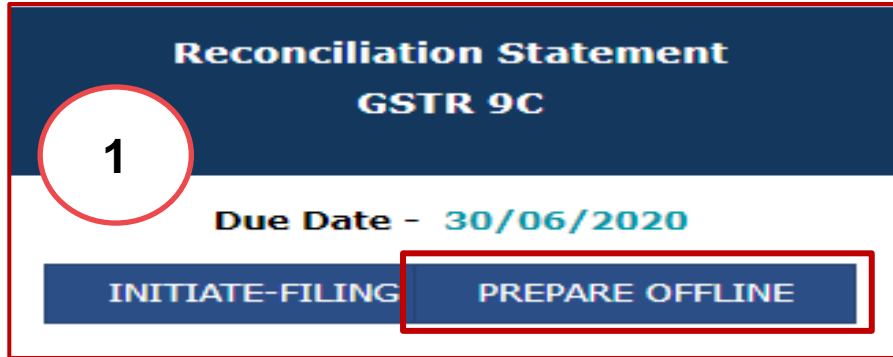 Reconciliation Statement
GSTR 9C
1
Due Date - 30/06/2020
INITIATE-FILING PREPARE OFFLINE